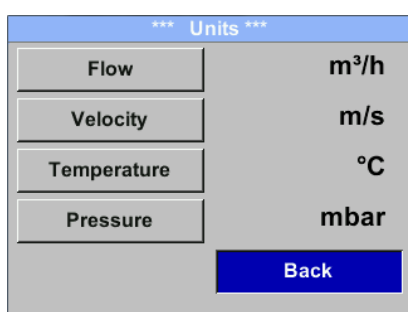 *** Units ***
Flow m³/h
Velocity m/s
Temperature °C
Pressure mbar
Back